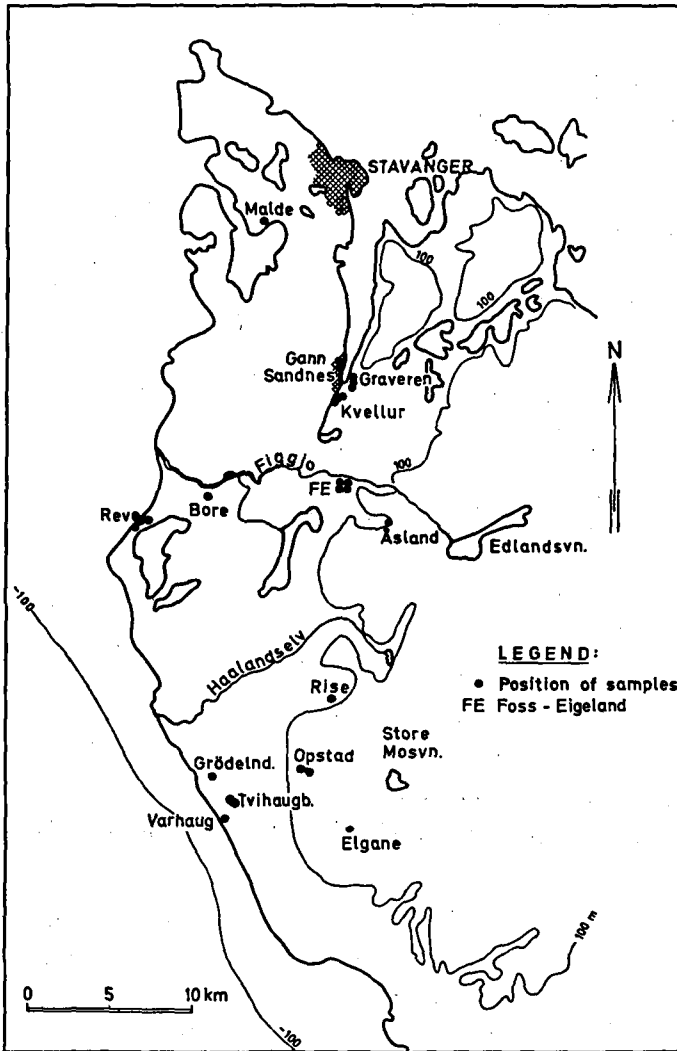 STAVANGER
Malde
100
100
Gann
Sandnes
Graveren
Kvellur
N
Figgjo
100
FE
Rev
Bore
Åsland
Edlandsvn.
-100
Haalandselv
LEGEND:
Position of samples
FE Foss - Eigeland
Rise
Store
Mosvn.
Grödelnd.
Opstad
Tvihaugb.
Varhaug
Elgane
100 m
0 5 10 km
-100